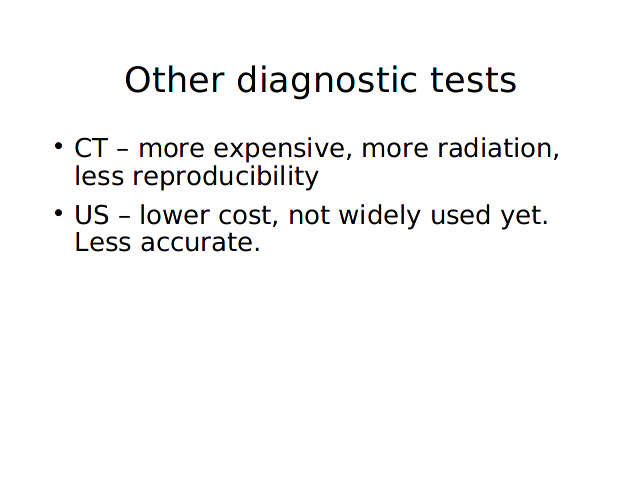 Other diagnostic tests
• CT – more expensive, more radiation,
less reproducibility
• US – lower cost, not widely used yet.
Less accurate.